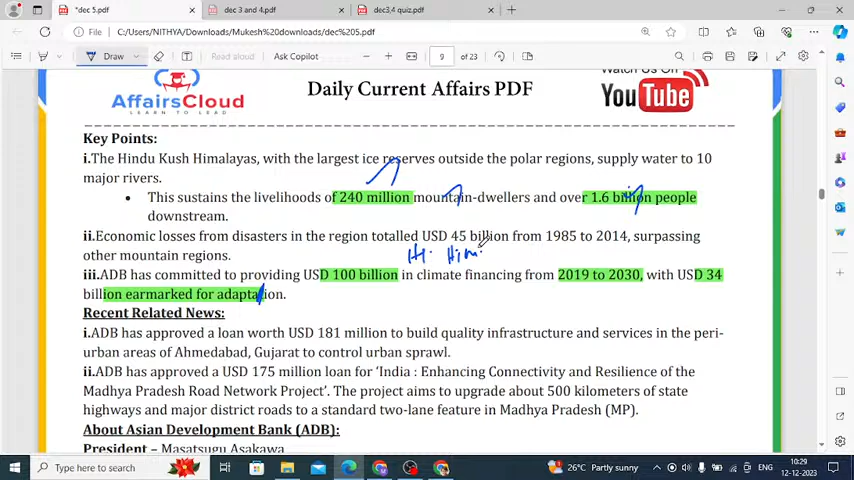 *dec 5.pdf
dec 3 and 4.pdf
dec3,4 quiz.pdf
File
C:/Users/NITHYA/Downloads/Mukesh%20downloads/dec%205.pdf
Draw
Read aloud
Ask Copilot
9
of 23
AffairsCloud
LEARN TO LEAD
Daily Current Affairs PDF
Watch Us On
YouTube
Key Points:
i.The Hindu Kush Himalayas, with the largest ice reserves outside the polar regions, supply water to 10
major rivers.
• This sustains the livelihoods of 240 million mountain-dwellers and over 1.6 billion people
downstream.
ii.Economic losses from disasters in the region totalled USD 45 billion from 1985 to 2014, surpassing
other mountain regions.
iii.ADB has committed to providing USD 100 billion in climate financing from 2019 to 2030, with USD 34
billion earmarked for adaptation.
Recent Related News:
i.ADB has approved a loan worth USD 181 million to build quality infrastructure and services in the peri-
urban areas of Ahmedabad, Gujarat to control urban sprawl.
ii.ADB has approved a USD 175 million loan for ‘India : Enhancing Connectivity and Resilience of the
Madhya Pradesh Road Network Project’. The project aims to upgrade about 500 kilometers of state
highways and major district roads to a standard two-lane feature in Madhya Pradesh (MP).
About Asian Development Bank (ADB):
President – Masatsugu Asakawa
Type here to search
26°C Partly sunny
ENG
10:29
12-12-2023